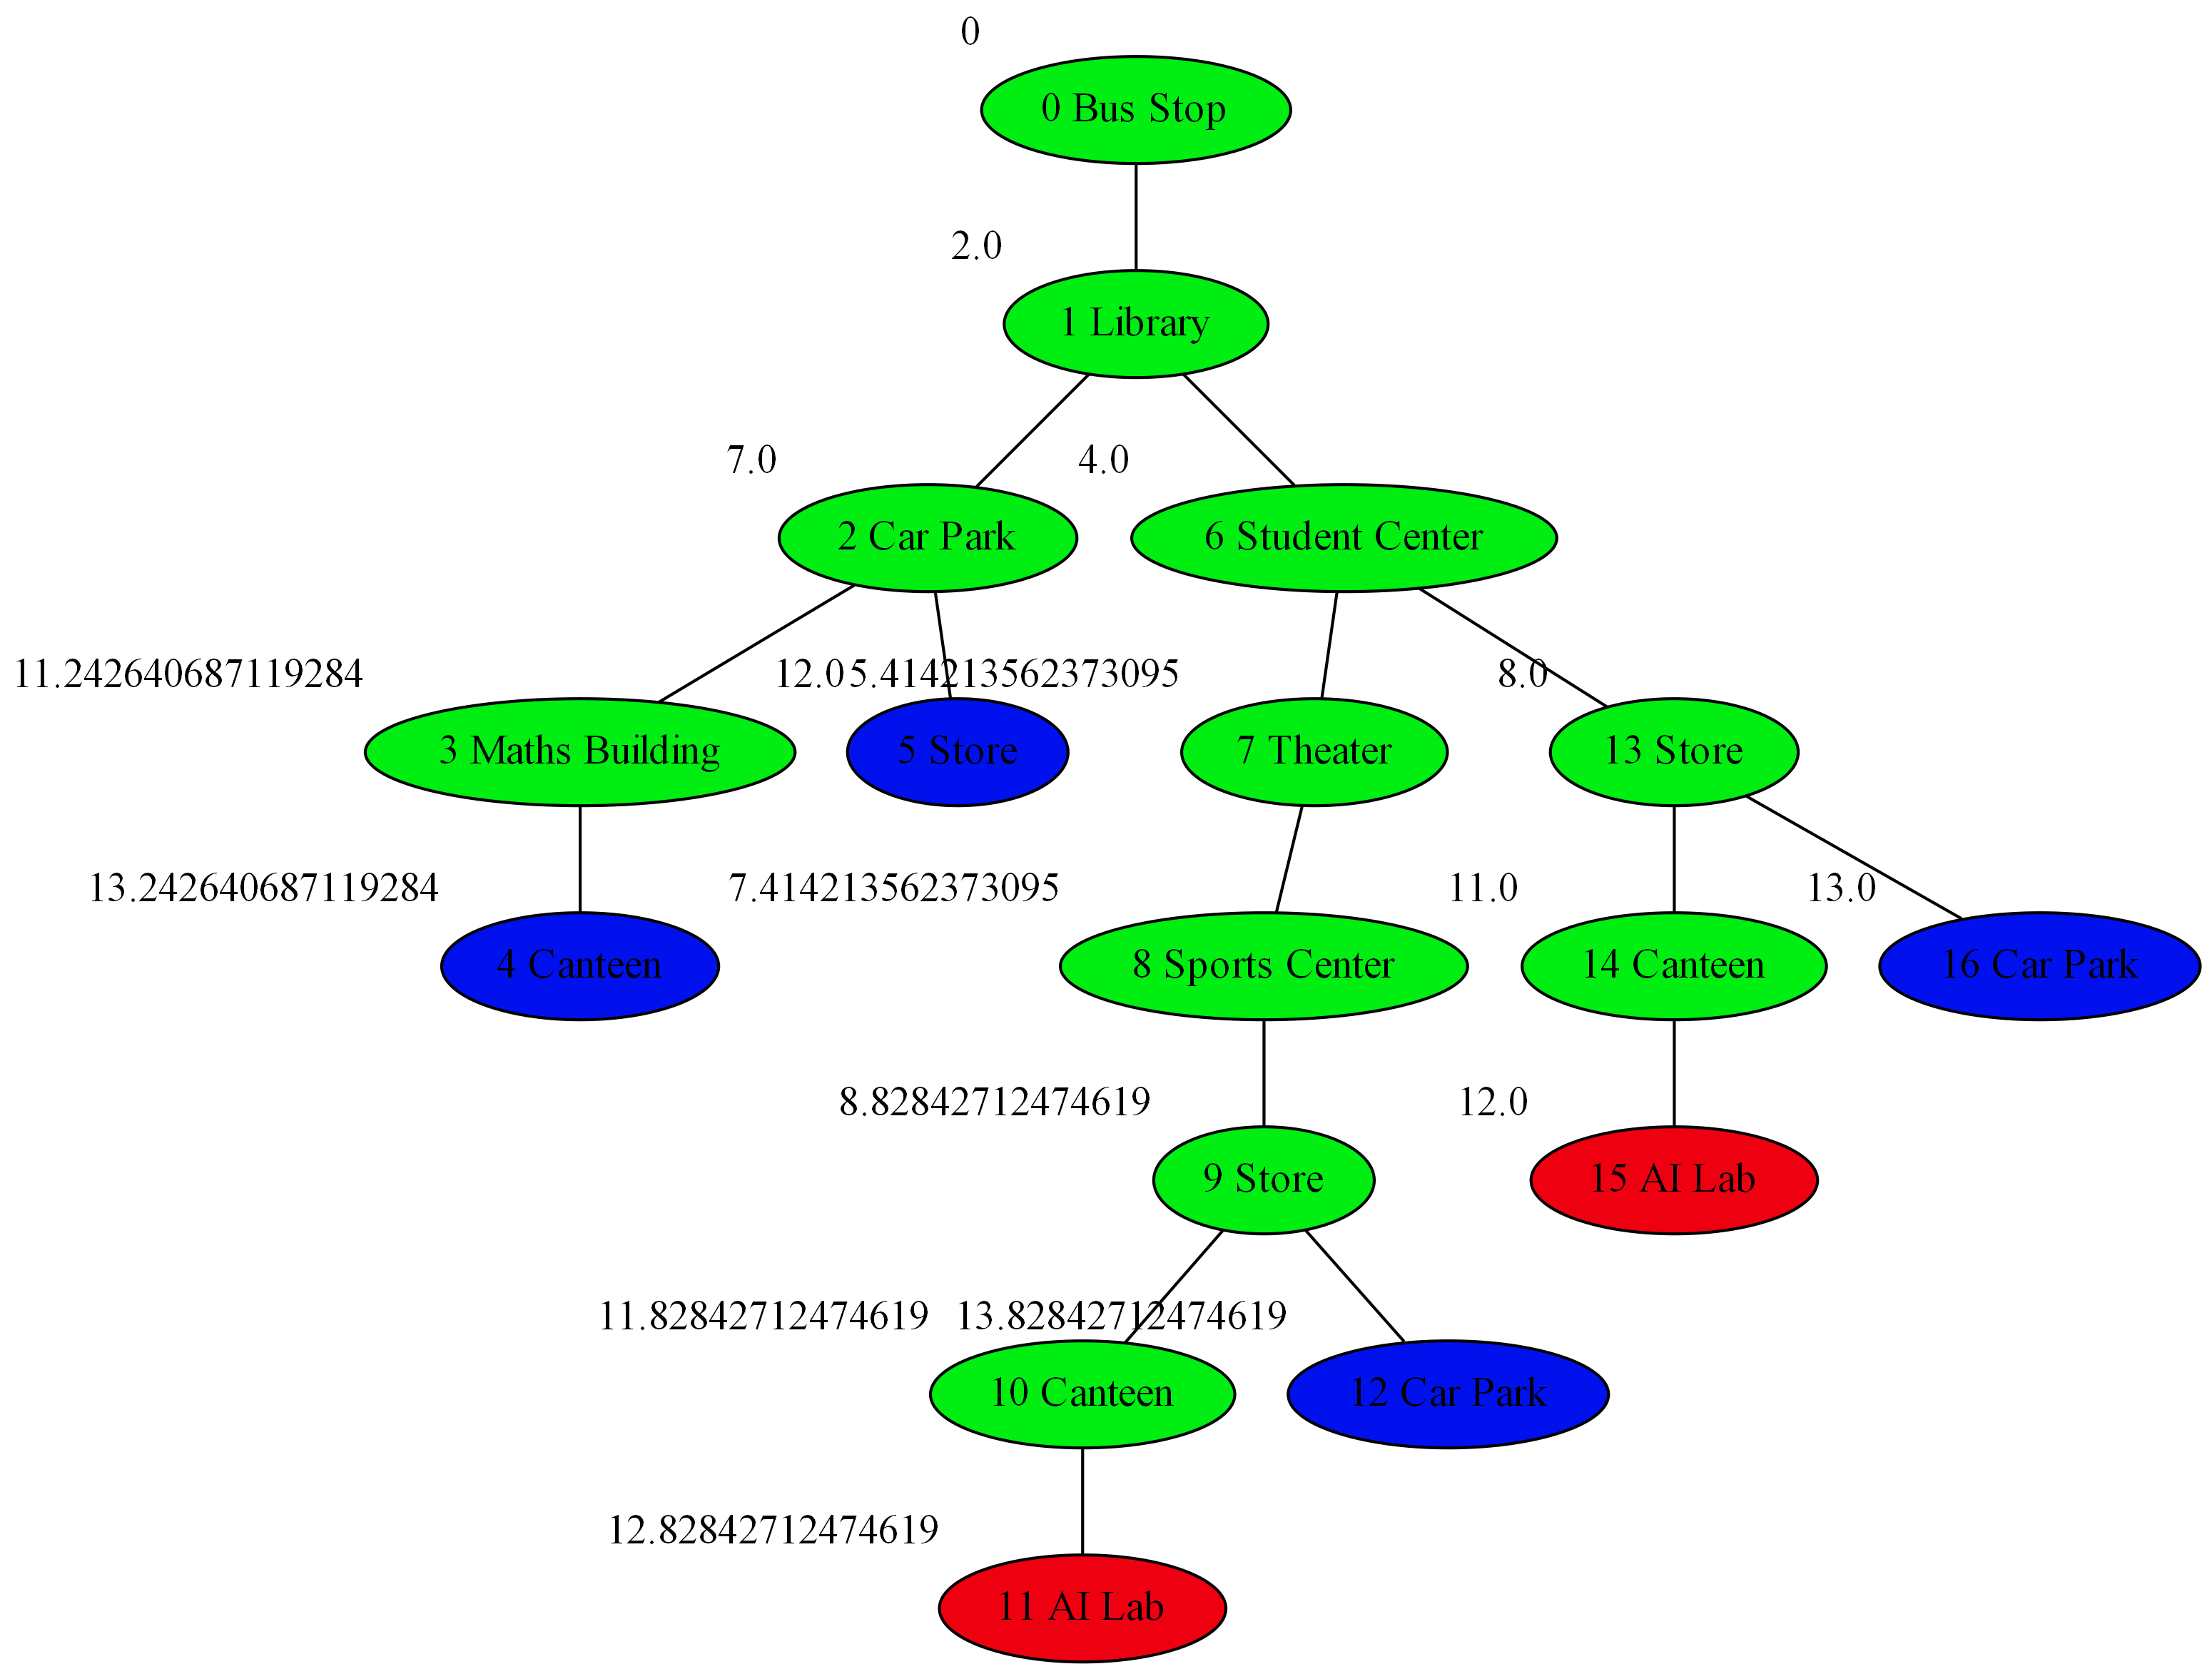 0
0 Bus Stop
2.0
1 Library
7.0
4.0
2 Car Park
6 Student Center
11.242640687119284
12.0
5.414213562373095
8.0
3 Maths Building
5 Store
7 Theater
13 Store
13.242640687119284
7.414213562373095
11.0
13.0
4 Canteen
8 Sports Center
14 Canteen
16 Car Park
8.82842712474619
12.0
9 Store
15 AI Lab
11.82842712474619
13.82842712474619
10 Canteen
12 Car Park
12.82842712474619
11 AI Lab